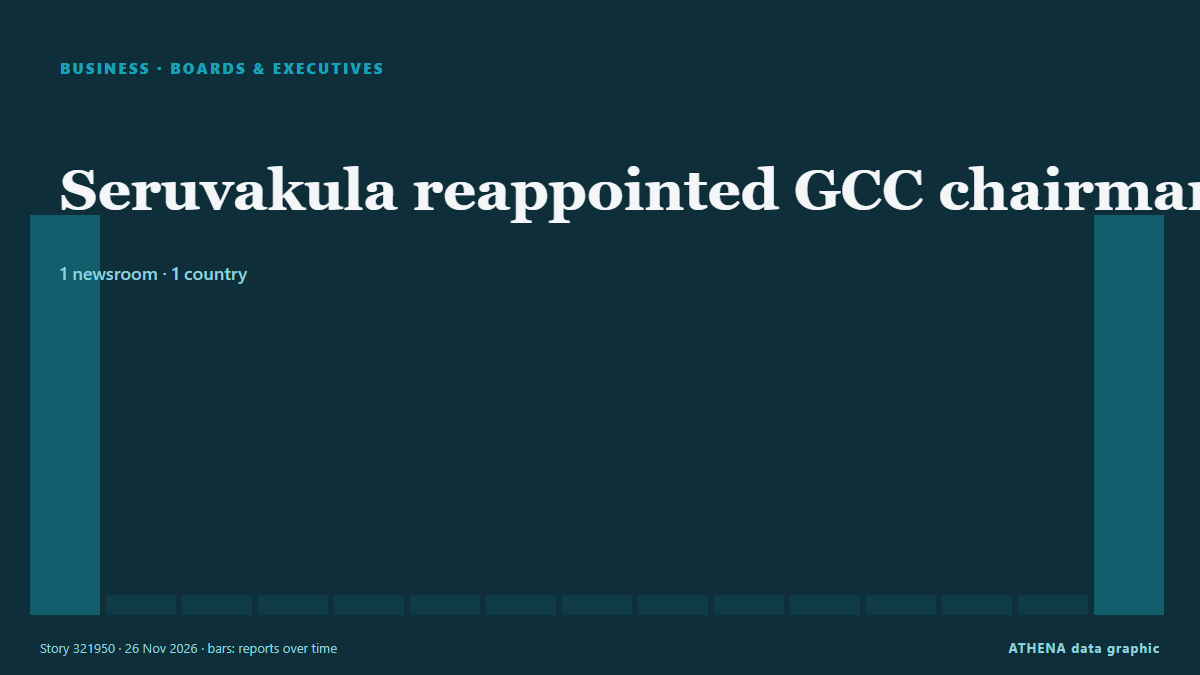 BUSINESS · BOARDS & EXECUTIVES
Seruvakula reappointed GCC chairman
1 newsroom · 1 country
Story 321950 · 26 Nov 2026 · bars: reports over time
ATHENA data graphic